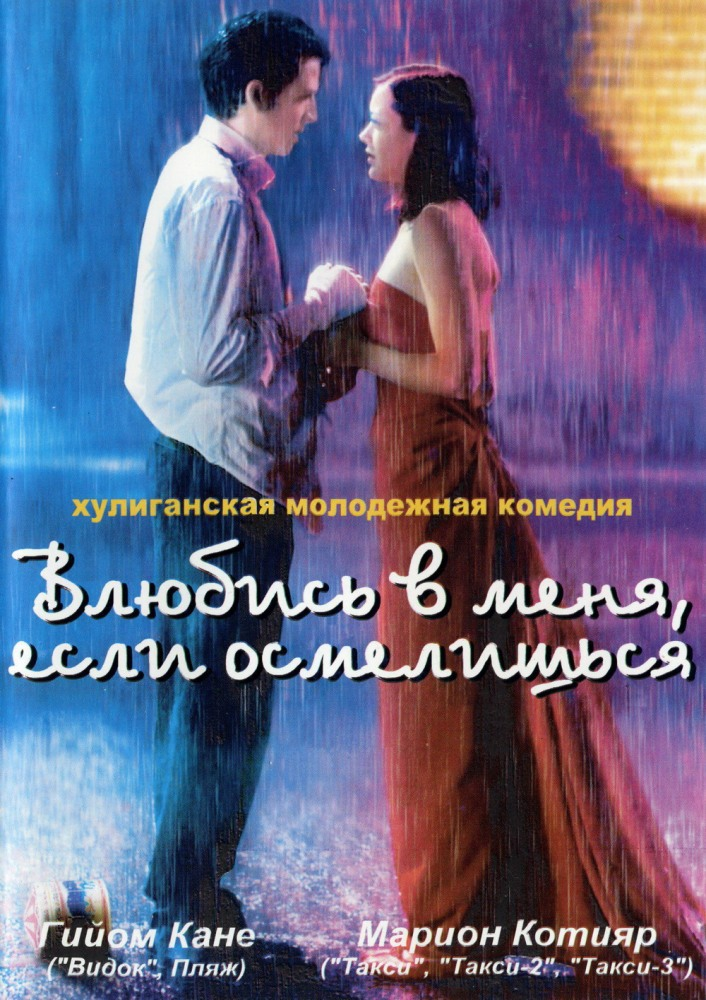 хулиганская молодежная комедия
Влюбись в меня,
если осмелишься
Гийом Кане
("Видок", Пляж)
Марион Котияр
("Такси", "Такси-2", "Такси-3")